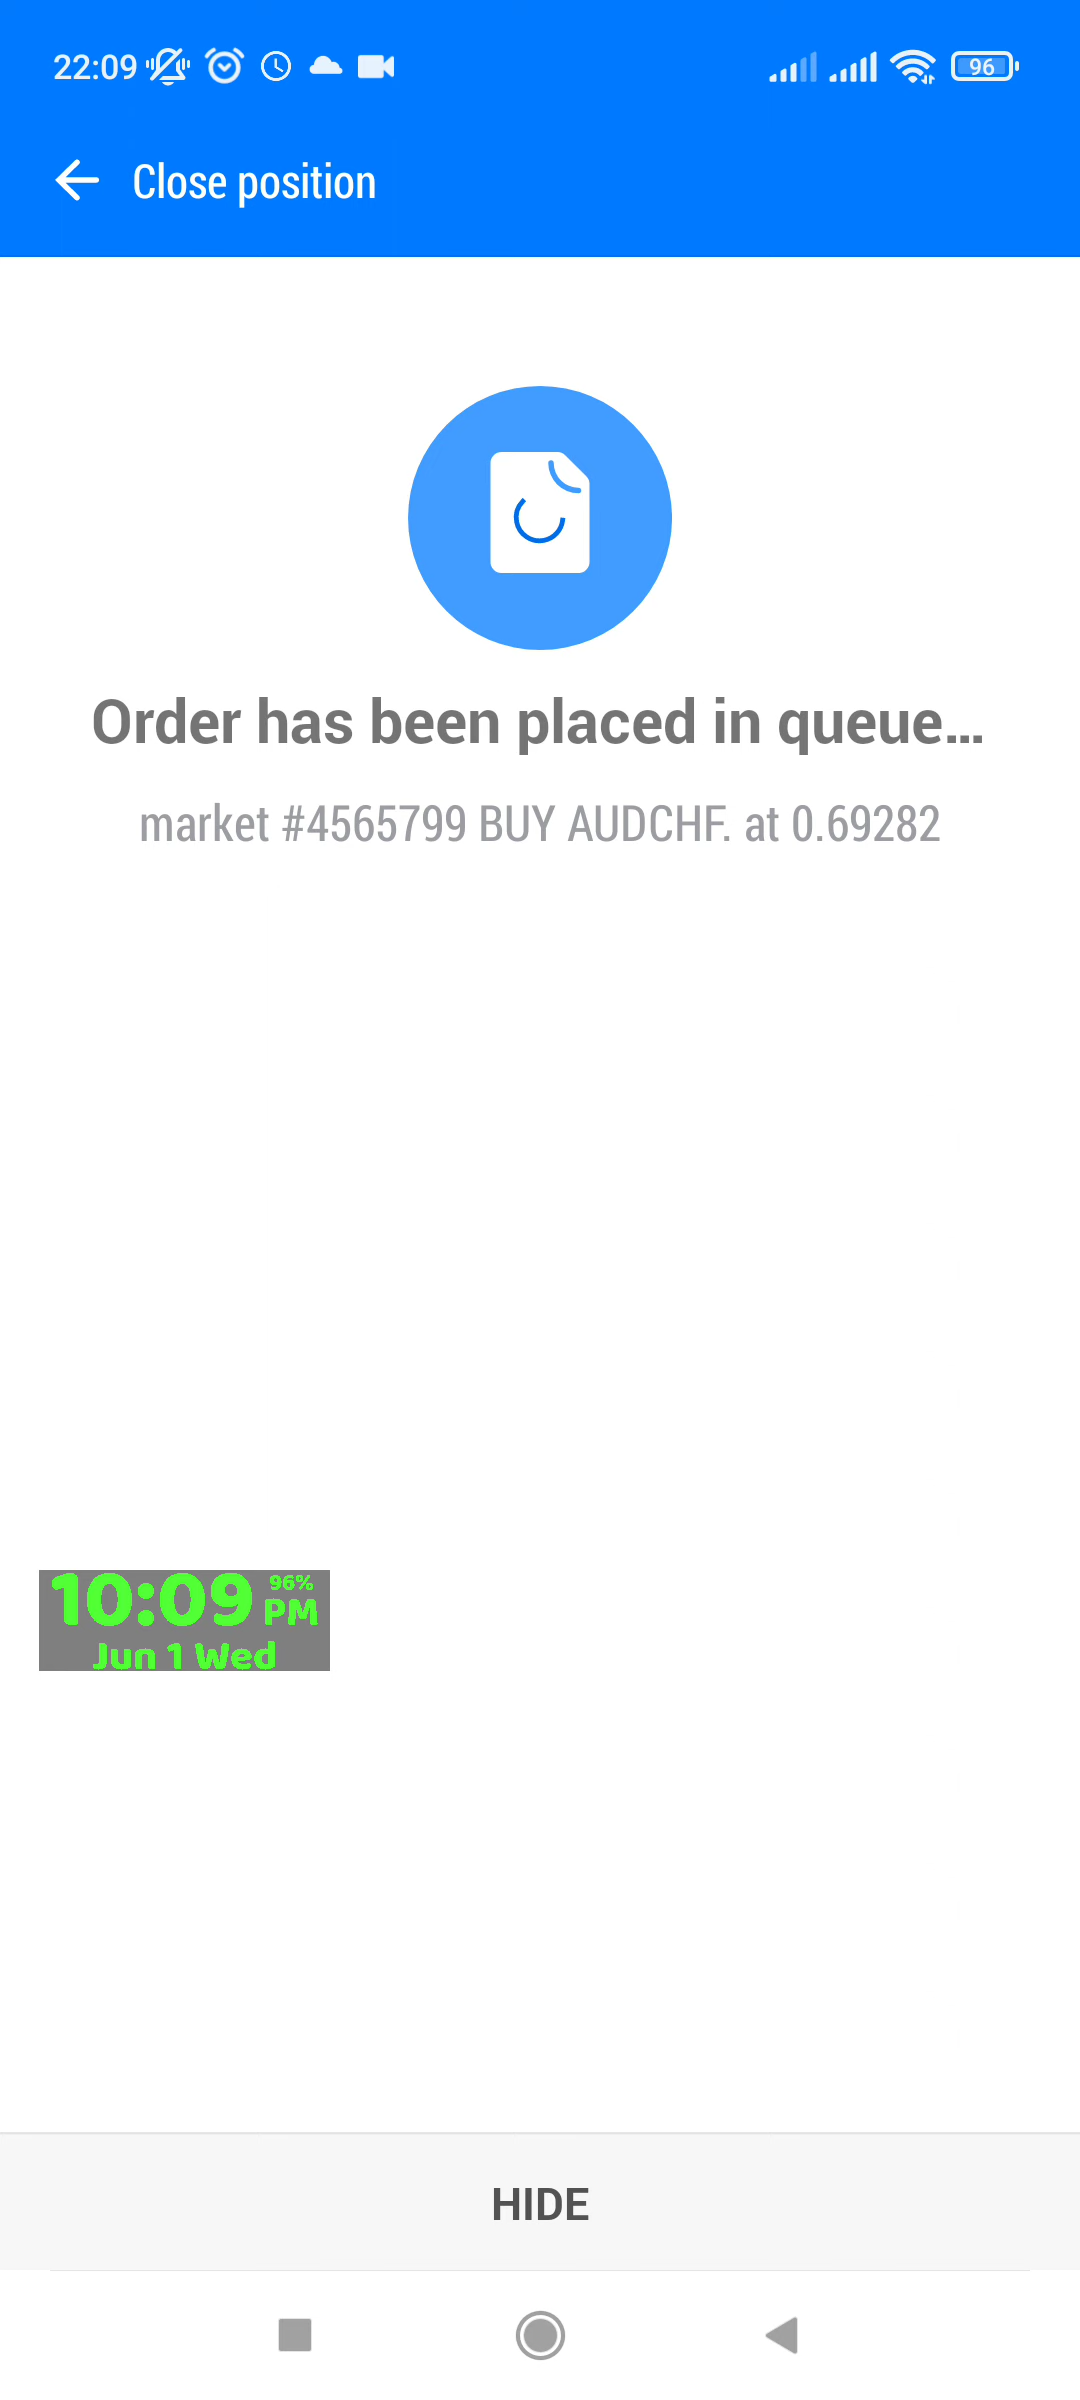 22:09
96
Close position
Order has been placed in queue...
market #4565799 BUY AUDCHF. at 0.69282
10:09 96% PM
Jun 1 Wed
HIDE